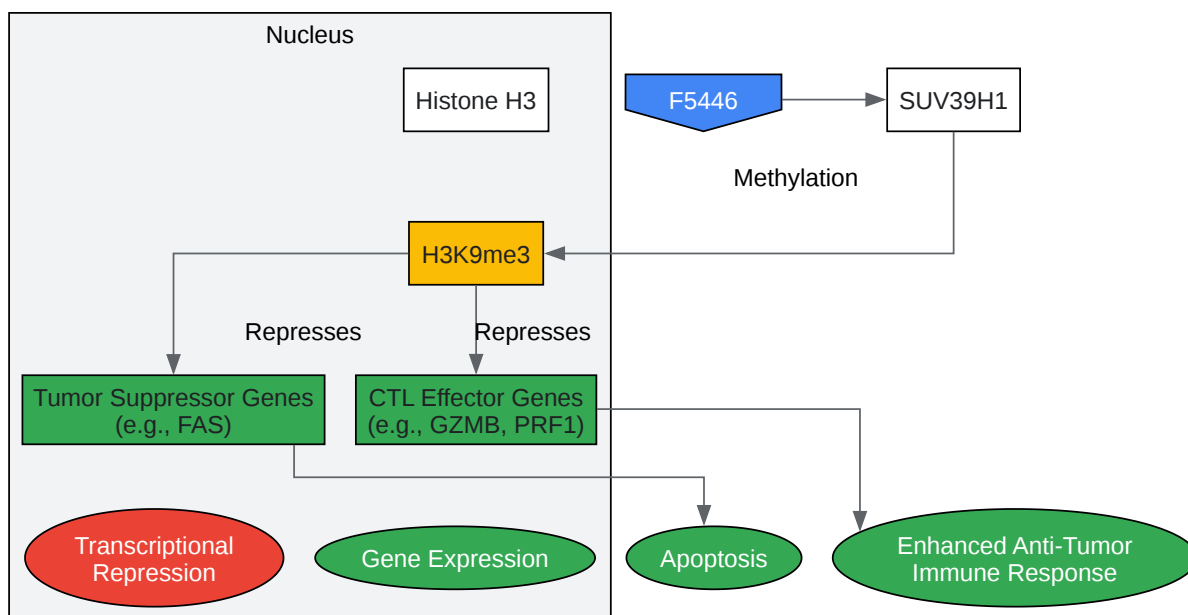 Nucleus
Histone H3
F5446
SUV39H1
Methylation
H3K9me3
Represses
Represses
Tumor Suppressor Genes
(e.g., FAS)
CTL Effector Genes
(e.g., GZMB, PRF1)
Transcriptional
Repression
Gene Expression
Apoptosis
Enhanced Anti-Tumor
Immune Response